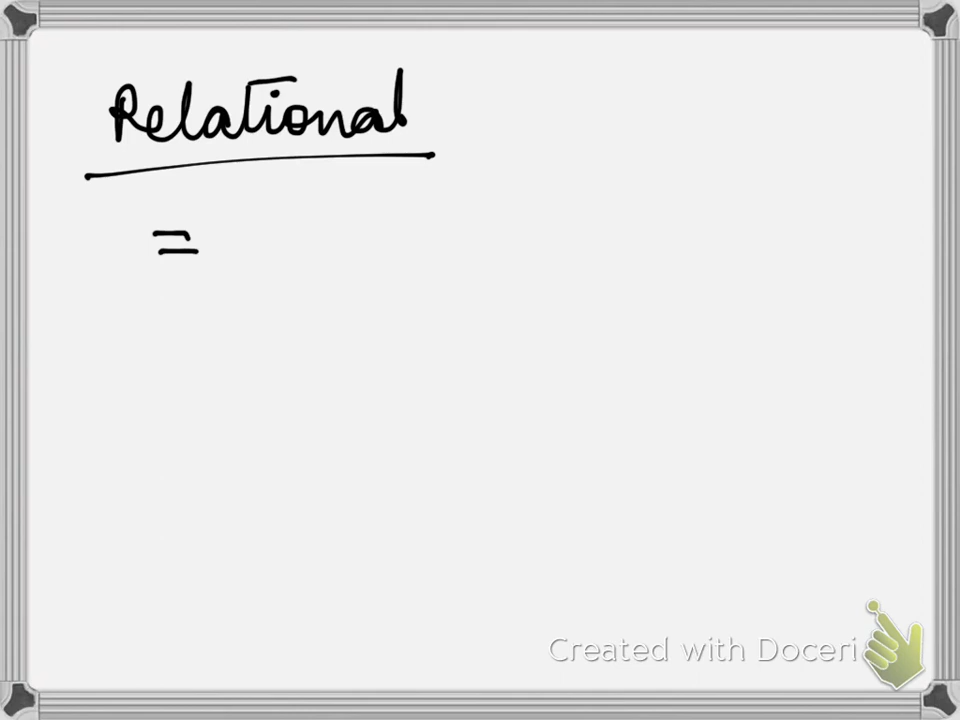 Relational
=
Created with Doceri